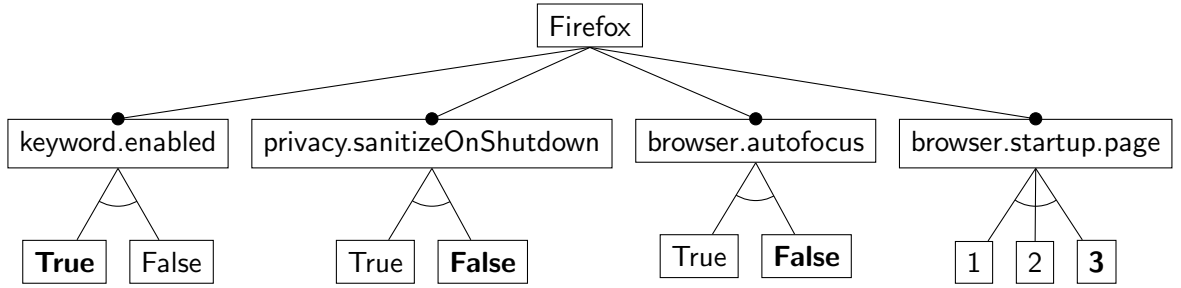 Firefox
keyword.enabled privacy.sanitizeOnShutdown browser.autofocus browser.startup.page
True False True False True False 1 2 3